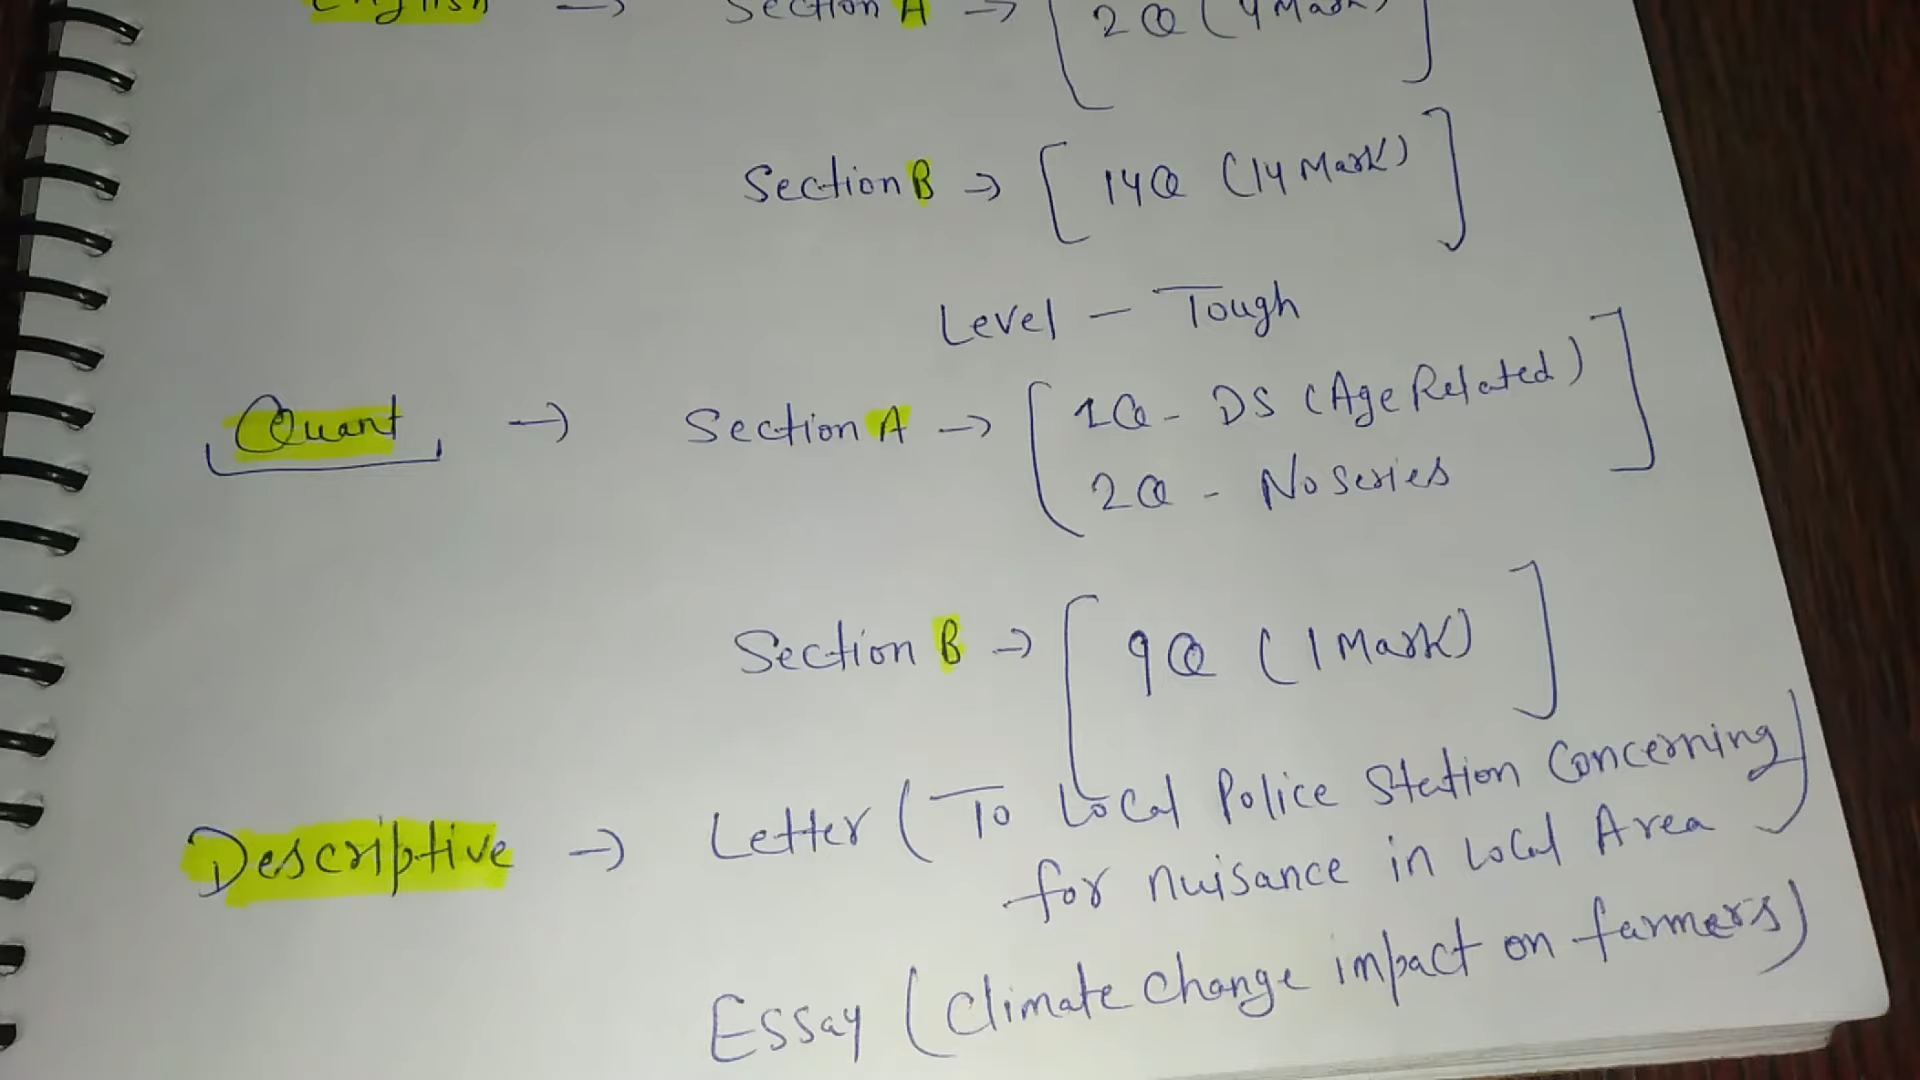 English → Section A → [ 2Q (4 Mark) ]
Section B → [ 14Q (14 Mark) ]
Level - Tough
Quant → Section A → [ 1Q - DS (Age Related)
2Q - No series ]
Section B → [ 9Q (1 Mark) ]
Descriptive → Letter ( To Local Police Station Concerning
for nuisance in Local Area )
Essay ( Climate Change impact on farmers )